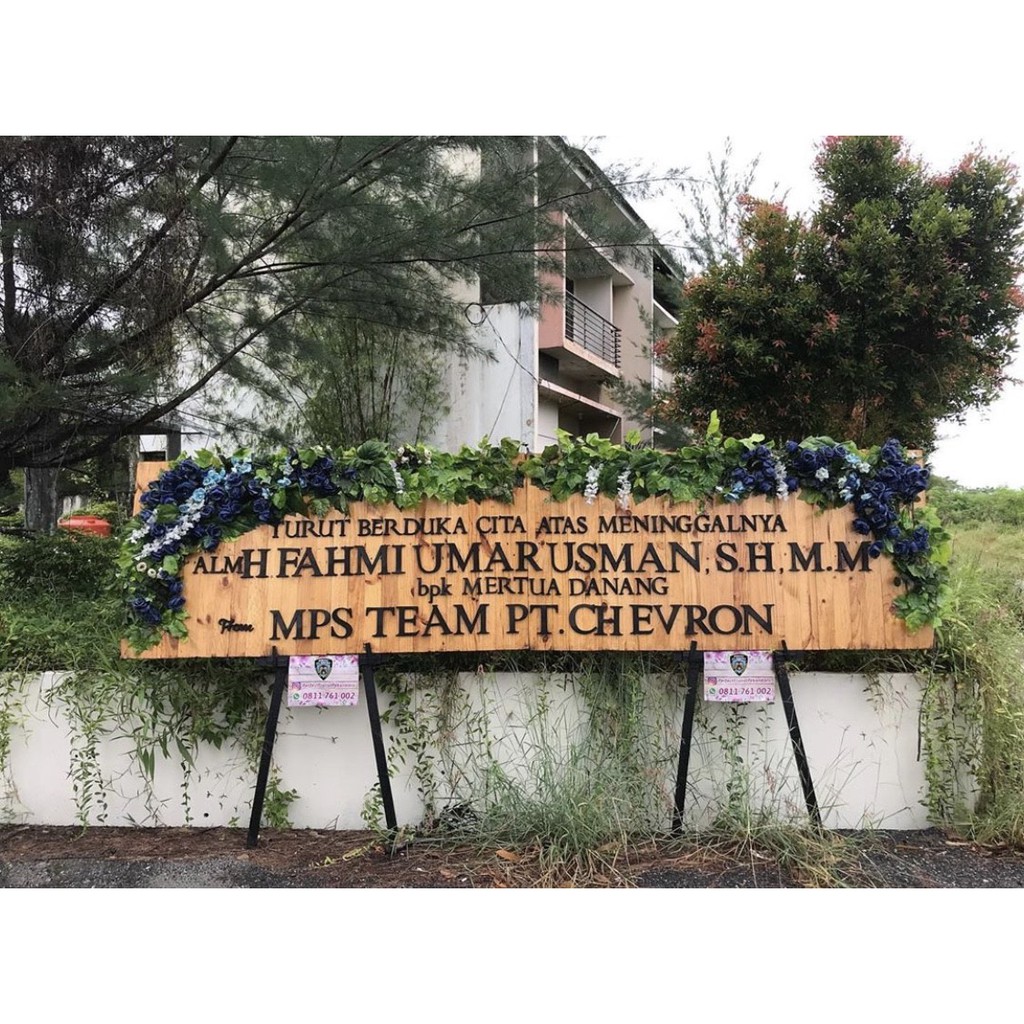 TURUT BERDUKA CITA ATAS MENINGGALNYA
ALM H. FAHMI UMAR USMAN, S.H, M.M
bpk MERTUA DANANG
From MPS TEAM PT. CHEVRON
0811 761 002
0811 761 002